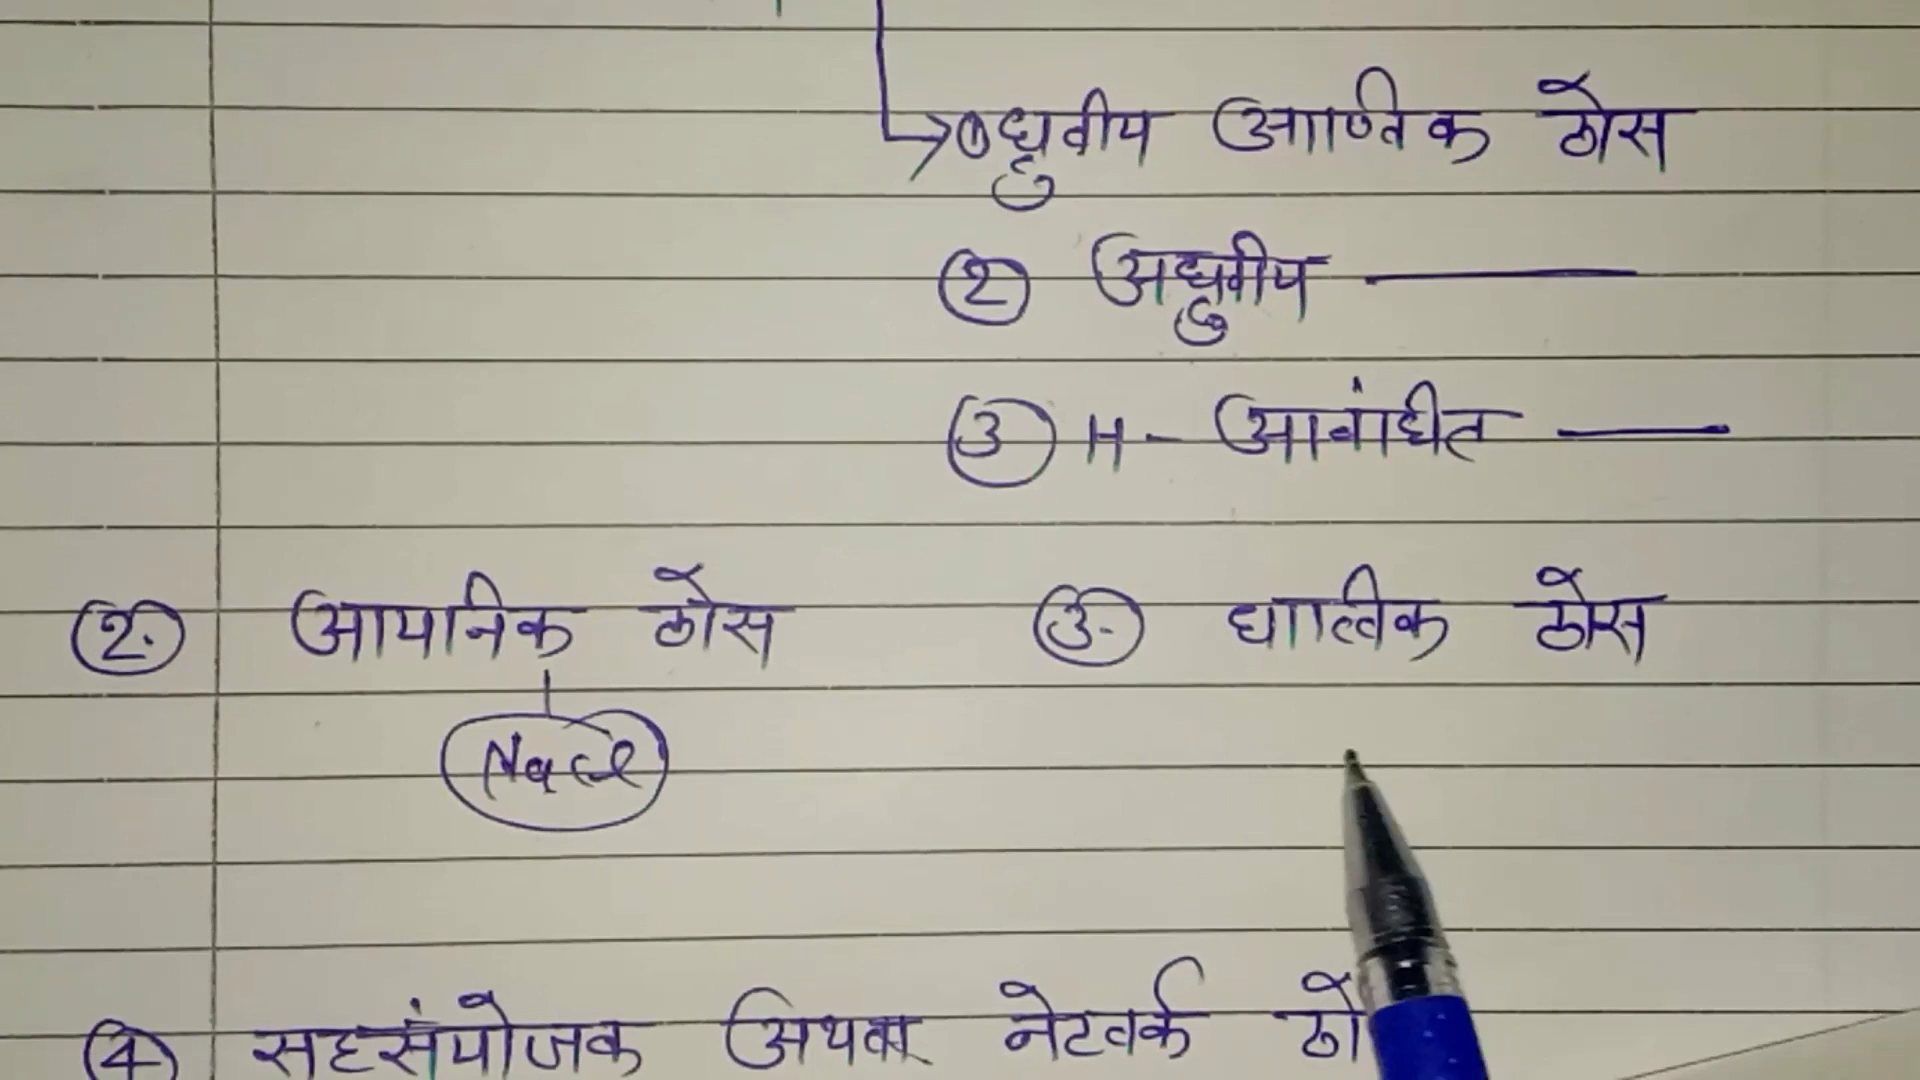 →① ध्रुवीय आण्विक ठोस
② अध्रुवीय ———
③ H - आबंधीत ——
②. आयनिक ठोस ③. धात्विक ठोस
NaCl
④ सहसंयोजक अथवा नेटवर्क ठो